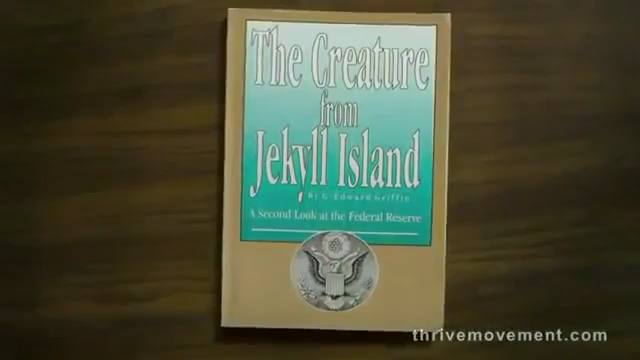 The Creature
from
Jekyll Island
By G. Edward Griffin
A Second Look at the Federal Reserve
thrivemovement.com